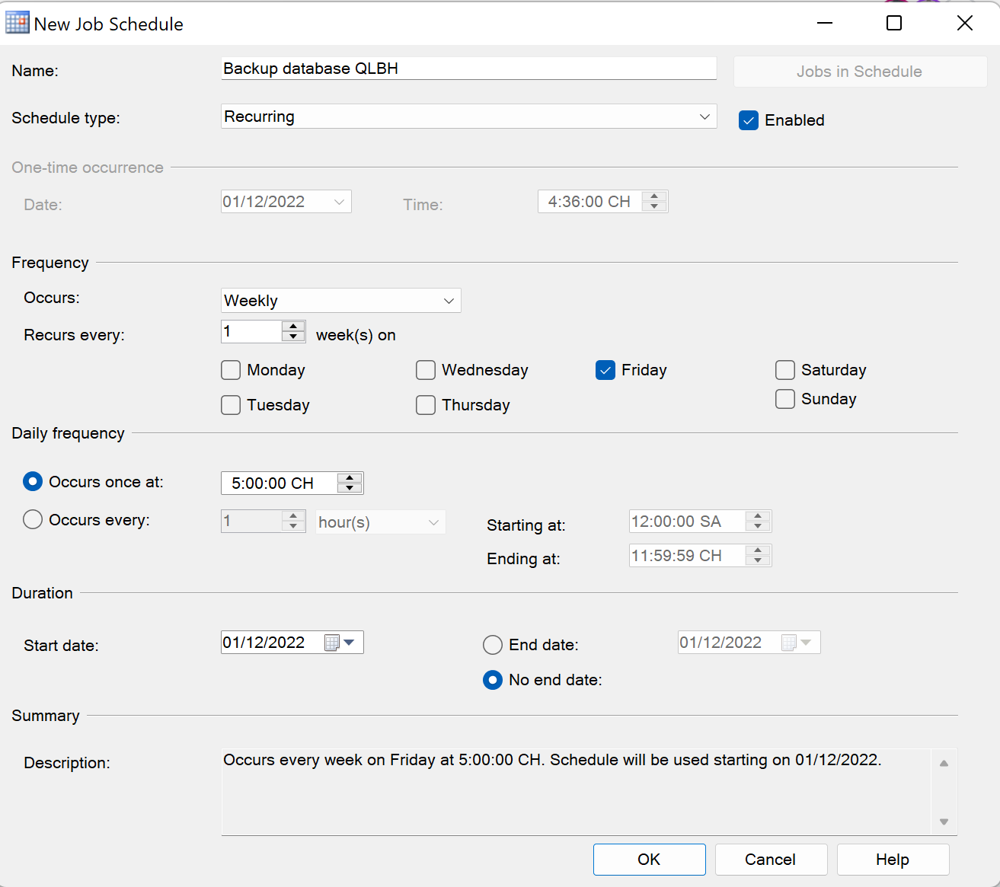 New Job Schedule
Name: Backup database QLBH Jobs in Schedule
Schedule type: Recurring Enabled
One-time occurrence
Date: 01/12/2022 Time: 4:36:00 CH
Frequency
Occurs: Weekly
Recurs every: 1 week(s) on
Monday Wednesday Friday Saturday
Tuesday Thursday Sunday
Daily frequency
Occurs once at: 5:00:00 CH
Occurs every: 1 hour(s) Starting at: 12:00:00 SA
Ending at: 11:59:59 CH
Duration
Start date: 01/12/2022 End date: 01/12/2022
No end date:
Summary
Description: Occurs every week on Friday at 5:00:00 CH. Schedule will be used starting on 01/12/2022.
OK Cancel Help